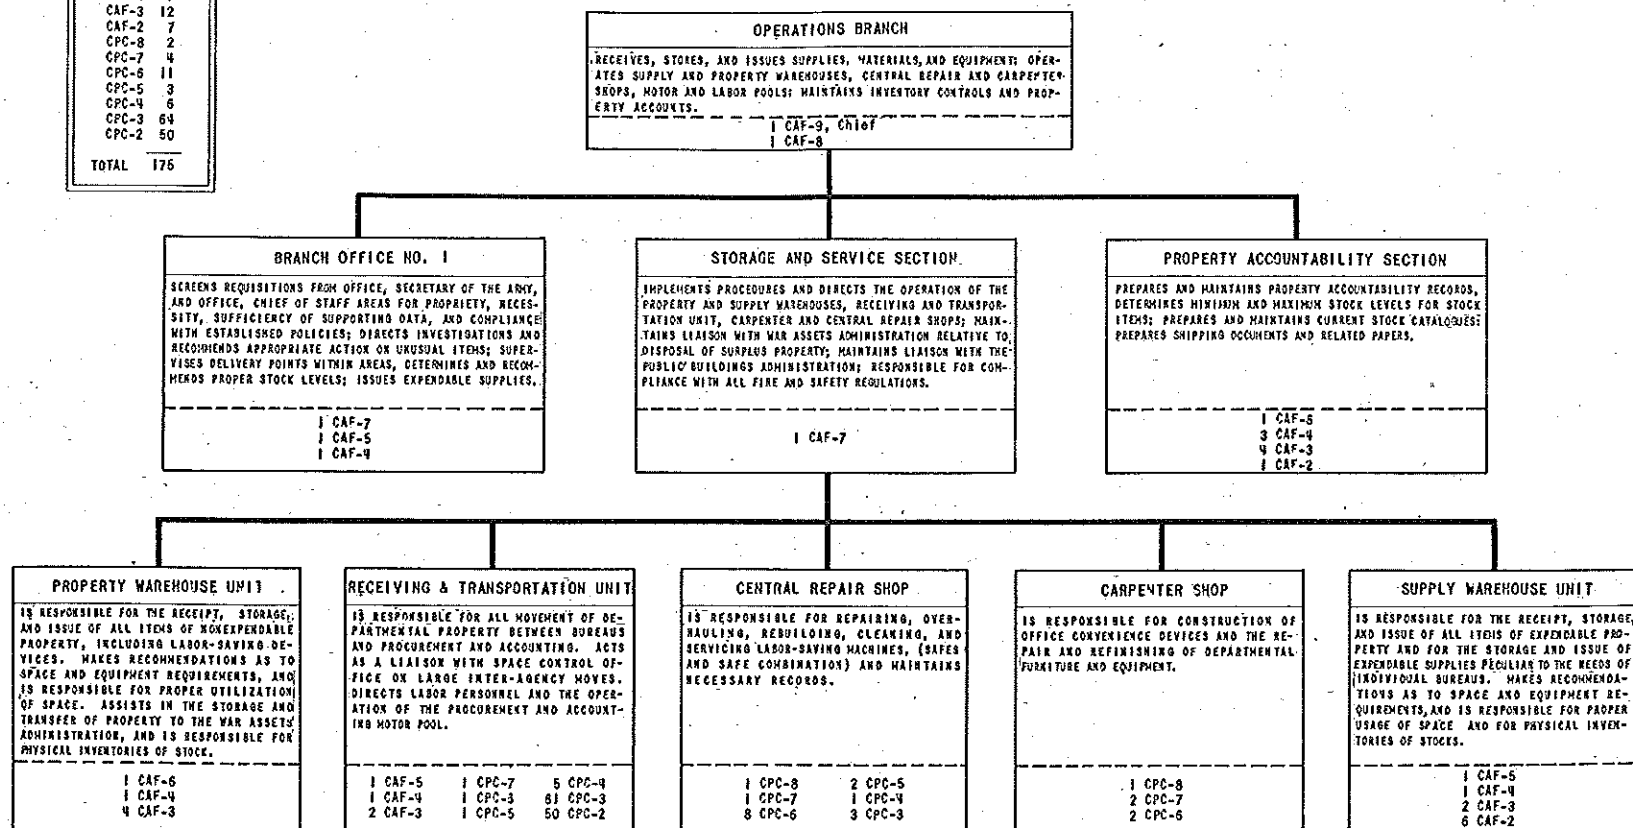 CAF-3 12
CAF-2 7
CPC-8 2
CPC-7 4
CPC-6 11
CPC-5 3
CPC-4 6
CPC-3 64
CPC-2 50
TOTAL 175
OPERATIONS BRANCH
RECEIVES, STORES, AND ISSUES SUPPLIES, MATERIALS, AND EQUIPMENT; OPER-
ATES SUPPLY AND PROPERTY WAREHOUSES, CENTRAL REPAIR AND CARPENTER
SHOPS, MOTOR AND LABOR POOLS; MAINTAINS INVENTORY CONTROLS AND PROP-
ERTY ACCOUNTS.
1 CAF-9, Chief
1 CAF-8
BRANCH OFFICE NO. 1
SCREENS REQUISITIONS FROM OFFICE, SECRETARY OF THE ARMY,
AND OFFICE, CHIEF OF STAFF AREAS FOR PROPRIETY, NECES-
SITY, SUFFICIENCY OF SUPPORTING DATA, AND COMPLIANCE
WITH ESTABLISHED POLICIES; DIRECTS INVESTIGATIONS AND
RECOMMENDS APPROPRIATE ACTION ON UNUSUAL ITEMS; SUPER-
VISES DELIVERY POINTS WITHIN AREAS, DETERMINES AND RECOM-
MENDS PROPER STOCK LEVELS; ISSUES EXPENDABLE SUPPLIES.
1 CAF-7
1 CAF-5
1 CAF-4
STORAGE AND SERVICE SECTION
IMPLEMENTS PROCEDURES AND DIRECTS THE OPERATION OF THE
PROPERTY AND SUPPLY WAREHOUSES, RECEIVING AND TRANSPOR-
TATION UNIT, CARPENTER AND CENTRAL REPAIR SHOPS; MAIN-
TAINS LIAISON WITH WAR ASSETS ADMINISTRATION RELATIVE TO
DISPOSAL OF SURPLUS PROPERTY; MAINTAINS LIAISON WITH THE
PUBLIC BUILDINGS ADMINISTRATION; RESPONSIBLE FOR COM-
PLIANCE WITH ALL FIRE AND SAFETY REGULATIONS.
1 CAF-7
PROPERTY ACCOUNTABILITY SECTION
PREPARES AND MAINTAINS PROPERTY ACCOUNTABILITY RECORDS,
DETERMINES MINIMUM AND MAXIMUM STOCK LEVELS FOR STOCK
ITEMS; PREPARES AND MAINTAINS CURRENT STOCK CATALOGUES;
PREPARES SHIPPING DOCUMENTS AND RELATED PAPERS.
3 CAF-4
4 CAF-3
1 CAF-2
PROPERTY WAREHOUSE UNIT
IS RESPONSIBLE FOR THE RECEIPT, STORAGE,
AND ISSUE OF ALL ITEMS OF NONEXPENDABLE
PROPERTY, INCLUDING LABOR-SAVING DE-
VICES. MAKES RECOMMENDATIONS AS TO
SPACE AND EQUIPMENT REQUIREMENTS, AND
IS RESPONSIBLE FOR PROPER UTILIZATION
OF SPACE. ASSISTS IN THE STORAGE AND
TRANSFER OF PROPERTY TO THE WAR ASSETS
ADMINISTRATION, AND IS RESPONSIBLE FOR
PHYSICAL INVENTORIES OF STOCK.
1 CAF-6
1 CAF-4
4 CAF-3
RECEIVING & TRANSPORTATION UNIT
IS RESPONSIBLE FOR ALL MOVEMENT OF DE-
PARTMENTAL PROPERTY BETWEEN BUREAUS
AND PROCUREMENT AND ACCOUNTING. ACTS
AS A LIAISON WITH SPACE CONTROL OF-
FICE ON LARGE INTER-AGENCY MOVES.
DIRECTS LABOR PERSONNEL AND THE OPER-
ATION OF THE PROCUREMENT AND ACCOUNT-
ING MOTOR POOL.
1 CAF-5 1 CPC-7 5 CPC-4
1 CAF-4 61 CPC-3
2 CAF-3 1 CPC-5 50 CPC-2
CENTRAL REPAIR SHOP
IS RESPONSIBLE FOR REPAIRING, OVER-
HAULING, REBUILDING, CLEANING, AND
SERVICING LABOR-SAVING MACHINES, (SAFES
AND SAFE COMBINATION) AND MAINTAINS
NECESSARY RECORDS.
1 CPC-8 2 CPC-5
1 CPC-7 1 CPC-4
8 CPC-6 3 CPC-3
CARPENTER SHOP
IS RESPONSIBLE FOR CONSTRUCTION OF
OFFICE CONVENIENCE DEVICES AND THE RE-
PAIR AND REFINISHING OF DEPARTMENTAL
FURNITURE AND EQUIPMENT.
1 CPC-8
2 CPC-7
2 CPC-6
SUPPLY WAREHOUSE UNIT
IS RESPONSIBLE FOR THE RECEIPT, STORAGE,
AND ISSUE OF ALL ITEMS OF EXPENDABLE PRO-
PERTY AND FOR THE STORAGE AND ISSUE OF
EXPENDABLE SUPPLIES PECULIAR TO THE NEEDS OF
INDIVIDUAL BUREAUS. MAKES RECOMMENDA-
TIONS AS TO SPACE AND EQUIPMENT RE-
QUIREMENTS, AND IS RESPONSIBLE FOR PROPER
USAGE OF SPACE AND FOR PHYSICAL INVEN-
TORIES OF STOCKS.
1 CAF-5
1 CAF-4
2 CAF-3
6 CAF-2